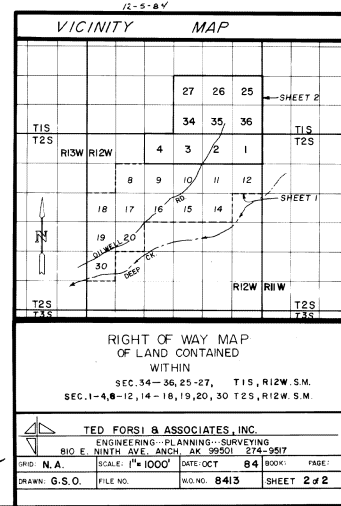 12-5-84
VICINITY MAP
27 26 25
SHEET 2
34 35 36
T1S T1S
T2S T2S
R13W R12W 4 3 2 1
8 9 10 11 12
RD.
SHEET 1
18 17 16 15 14
19 20
OILWELL
30
DEEP CK.
R12W R11W
T2S T2S
T3S T3S
RIGHT OF WAY MAP
OF LAND CONTAINED
WITHIN
SEC. 34-36, 25-27, T1S, R12W. S.M.
SEC. 1-4, 8-12, 14-18, 19, 20, 30 T2S, R12W. S.M.
TED FORSI & ASSOCIATES, INC.
ENGINEERING···PLANNING···SURVEYING
810 E. NINTH AVE, ANCH, AK 99501 274-9517
GRID: N.A. SCALE: 1"=1000' DATE: OCT 84 BOOK: PAGE:
DRAWN: G.S.O. FILE NO. W.O. NO. 8413 SHEET 2 of 2
N